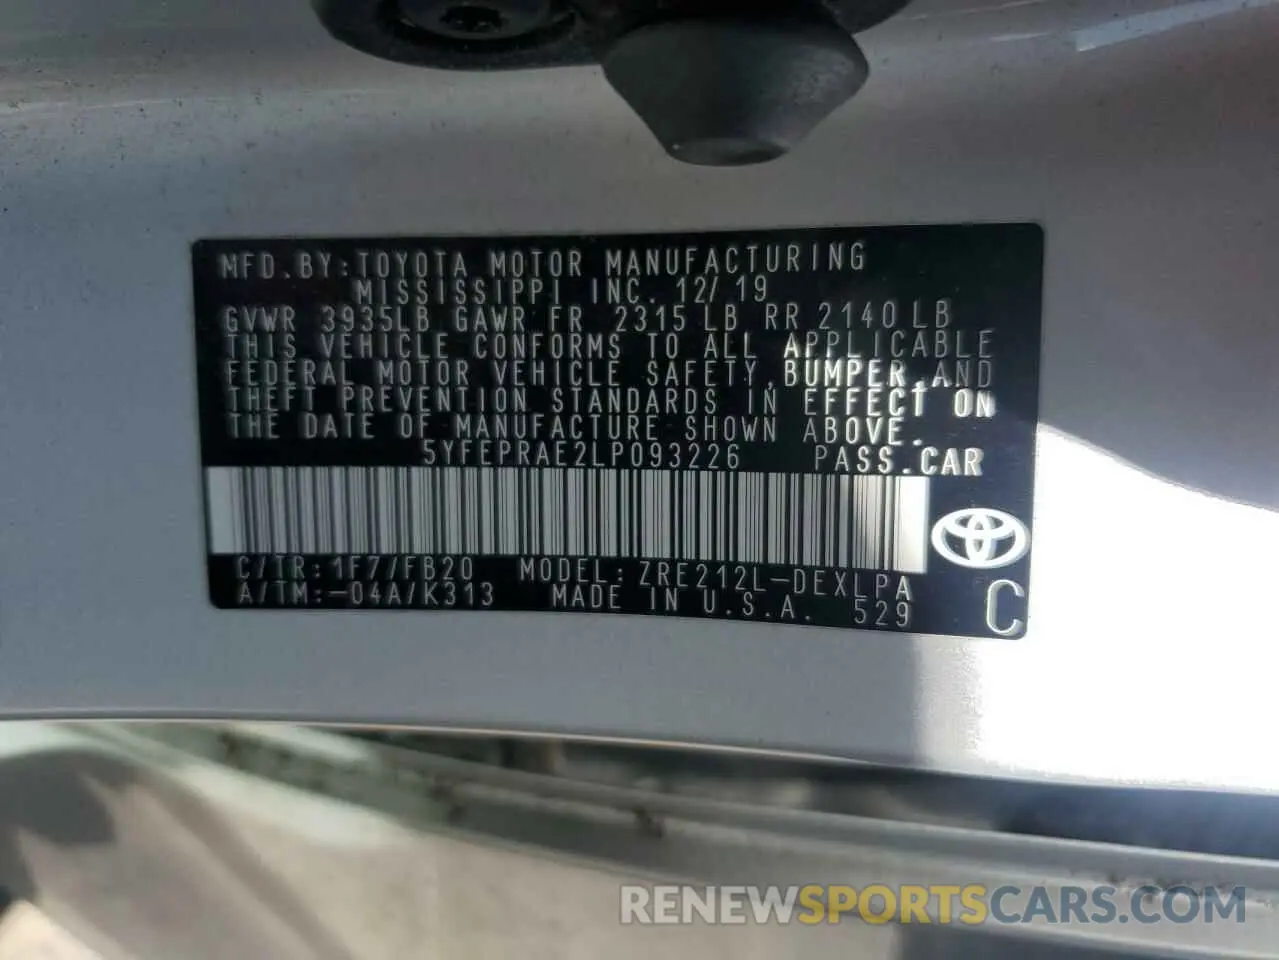 MFD.BY:TOYOTA MOTOR MANUFACTURING
MISSISSIPPI INC. 12/19
GVWR 3935LB GAWR FR 2315 LB RR 2140 LB
THIS VEHICLE CONFORMS TO ALL APPLICABLE
FEDERAL MOTOR VEHICLE SAFETY,BUMPER,AND
THEFT PREVENTION STANDARDS IN EFFECT ON
THE DATE OF MANUFACTURE SHOWN ABOVE.
5YFEPRAE2LP093226 PASS.CAR
C/TR:1F7/FB20 MODEL:ZRE212L-DEXLPA
A/TM:-04A/K313 MADE IN U.S.A. 529 C
RENEWSPORTSCARS.COM